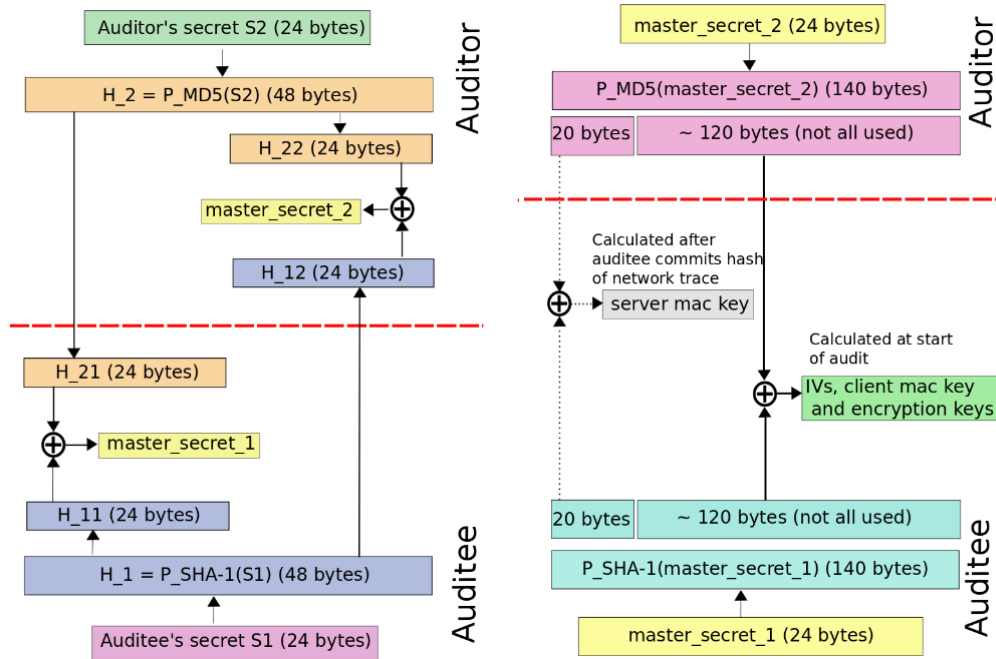 Auditor's secret S2 (24 bytes)
H_2 = P_MD5(S2) (48 bytes)
Auditor
H_22 (24 bytes)
master_secret_2
H_12 (24 bytes)
H_21 (24 bytes)
master_secret_1
H_11 (24 bytes)
H_1 = P_SHA-1(S1) (48 bytes)
Auditee's secret S1 (24 bytes)
Auditee
master_secret_2 (24 bytes)
P_MD5(master_secret_2) (140 bytes)
20 bytes
~ 120 bytes (not all used)
Auditor
Calculated after
auditee commits hash
of network trace
server mac key
Calculated at start
of audit
IVs, client mac key
and encryption keys
20 bytes
~ 120 bytes (not all used)
P_SHA-1(master_secret_1) (140 bytes)
master_secret_1 (24 bytes)
Auditee